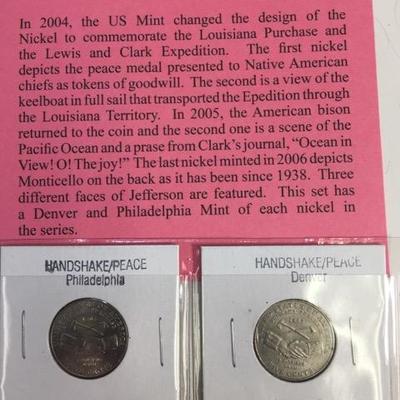 In 2004, the US Mint changed the design of the
Nickel to commemorate the Louisiana Purchase and
the Lewis and Clark Expedition. The first nickel
depicts the peace medal presented to Native American
chiefs as tokens of goodwill. The second is a view of the
keelboat in full sail that transported the Epedition through
the Louisiana Territory. In 2005, the American bison
returned to the coin and the second one is a scene of the
Pacific Ocean and a prase from Clark's journal, "Ocean in
View! O! The joy!" The last nickel minted in 2006 depicts
Monticello on the back as it has been since 1938. Three
different faces of Jefferson are featured. This set has
a Denver and Philadelphia Mint of each nickel in
the series.
HANDSHAKE/PEACE
Philadelphia
HANDSHAKE/PEACE
Denver